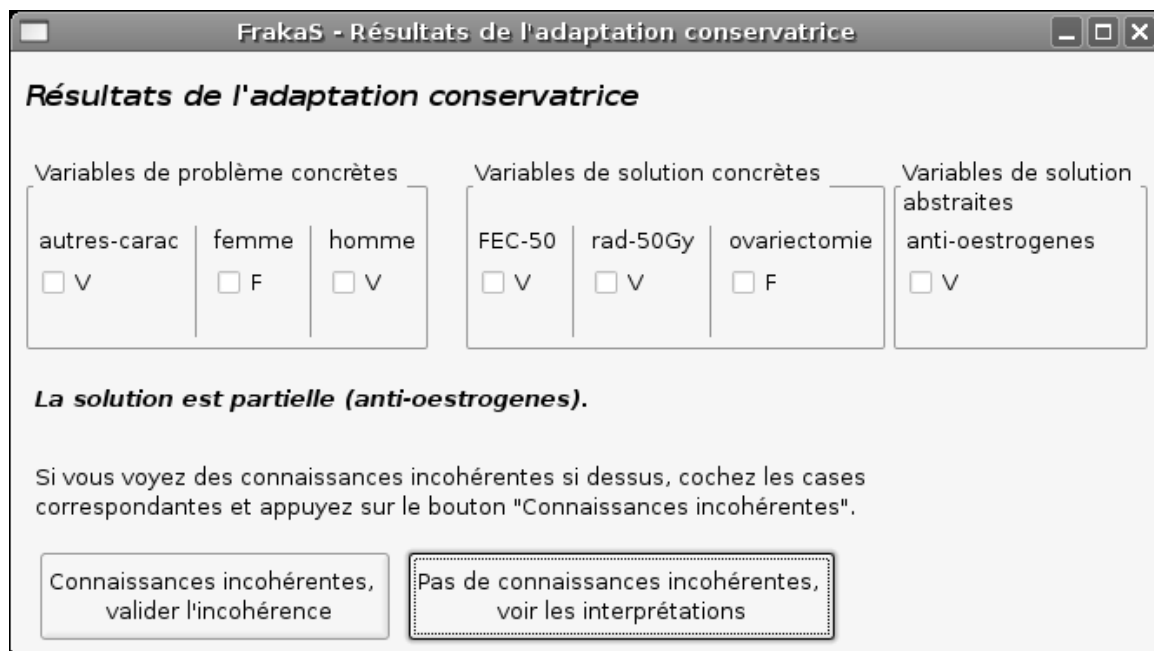 FrakaS - Résultats de l'adaptation conservatrice
Résultats de l'adaptation conservatrice
Variables de problème concrètes
autres-carac femme homme
V F V
Variables de solution concrètes
FEC-50 rad-50Gy ovariectomie
V V F
Variables de solution
abstraites
anti-oestrogenes
V
La solution est partielle (anti-oestrogenes).
Si vous voyez des connaissances incohérentes si dessus, cochez les cases
correspondantes et appuyez sur le bouton "Connaissances incohérentes".
Connaissances incohérentes,
valider l'incohérence
Pas de connaissances incohérentes,
voir les interprétations